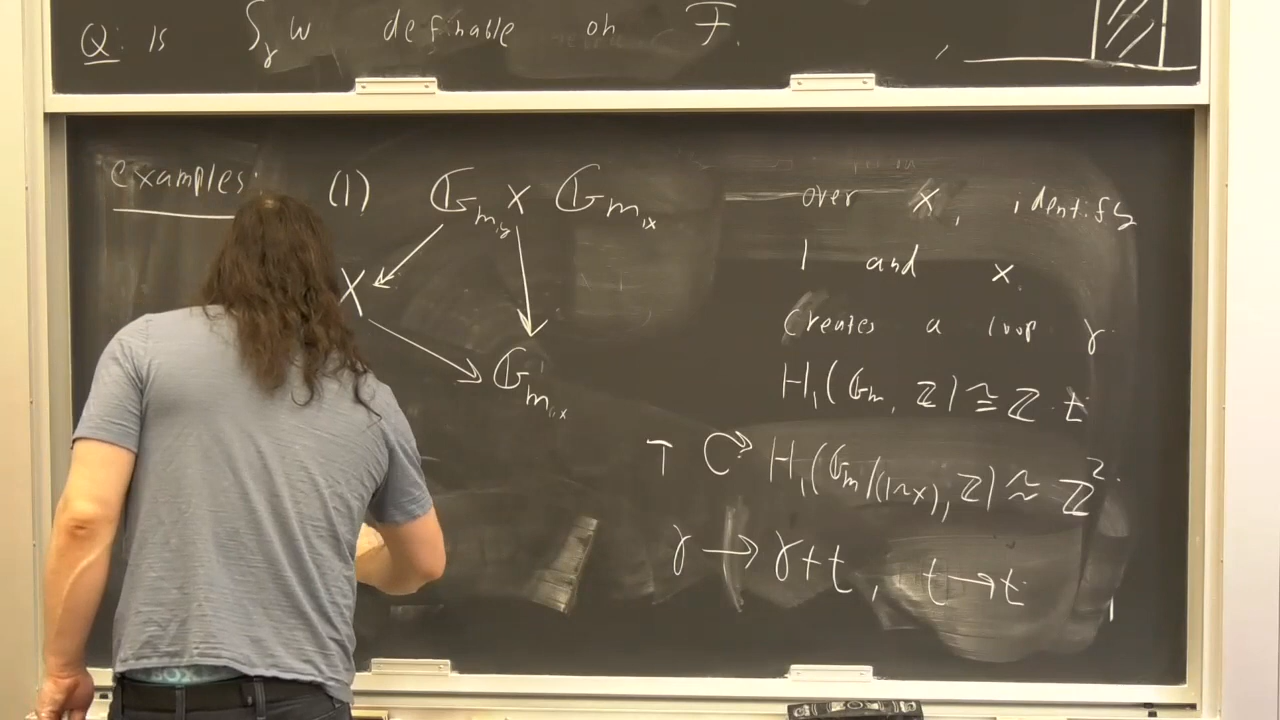 Q: Is ∫_γ ω definable on F.
examples: (1) 𝔾_{m,y} × 𝔾_{m,x}
X
𝔾_{m,x}
over X, identify
1 and x.
Creates a loop γ.
H_1(𝔾_m, ℤ) ≅ ℤ·t
T ↻ H_1(𝔾_m/(1~x), ℤ) ≈ ℤ^2.
γ → γ+t, t → t